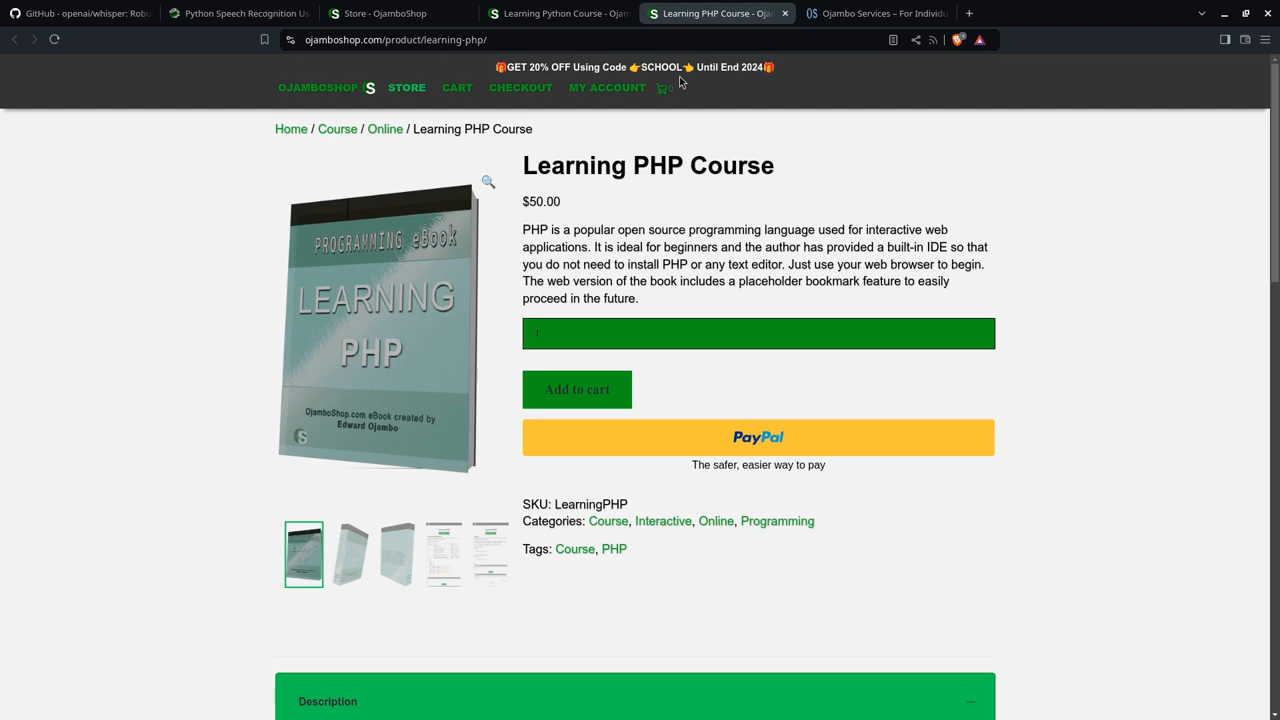 GitHub - openai/whisper: Robu
Python Speech Recognition Us
Store - OjamboShop
Learning Python Course - Ojam
Learning PHP Course - Oja
Ojambo Services – For Individu
ojamboshop.com/product/learning-php/
🎁GET 20% OFF Using Code 👉SCHOOL👈 Until End 2024🎁
OJAMBOSHOP S STORE CART CHECKOUT MY ACCOUNT 0
Home / Course / Online / Learning PHP Course
Learning PHP Course
$50.00
PHP is a popular open source programming language used for interactive web
applications. It is ideal for beginners and the author has provided a built-in IDE so that
you do not need to install PHP or any text editor. Just use your web browser to begin.
The web version of the book includes a placeholder bookmark feature to easily
proceed in the future.
1
Add to cart
PayPal
The safer, easier way to pay
PROGRAMMING eBook
LEARNING
PHP
OjamboShop.com eBook created by
Edward Ojambo
S
SKU: LearningPHP
Categories: Course, Interactive, Online, Programming
Tags: Course, PHP
Description